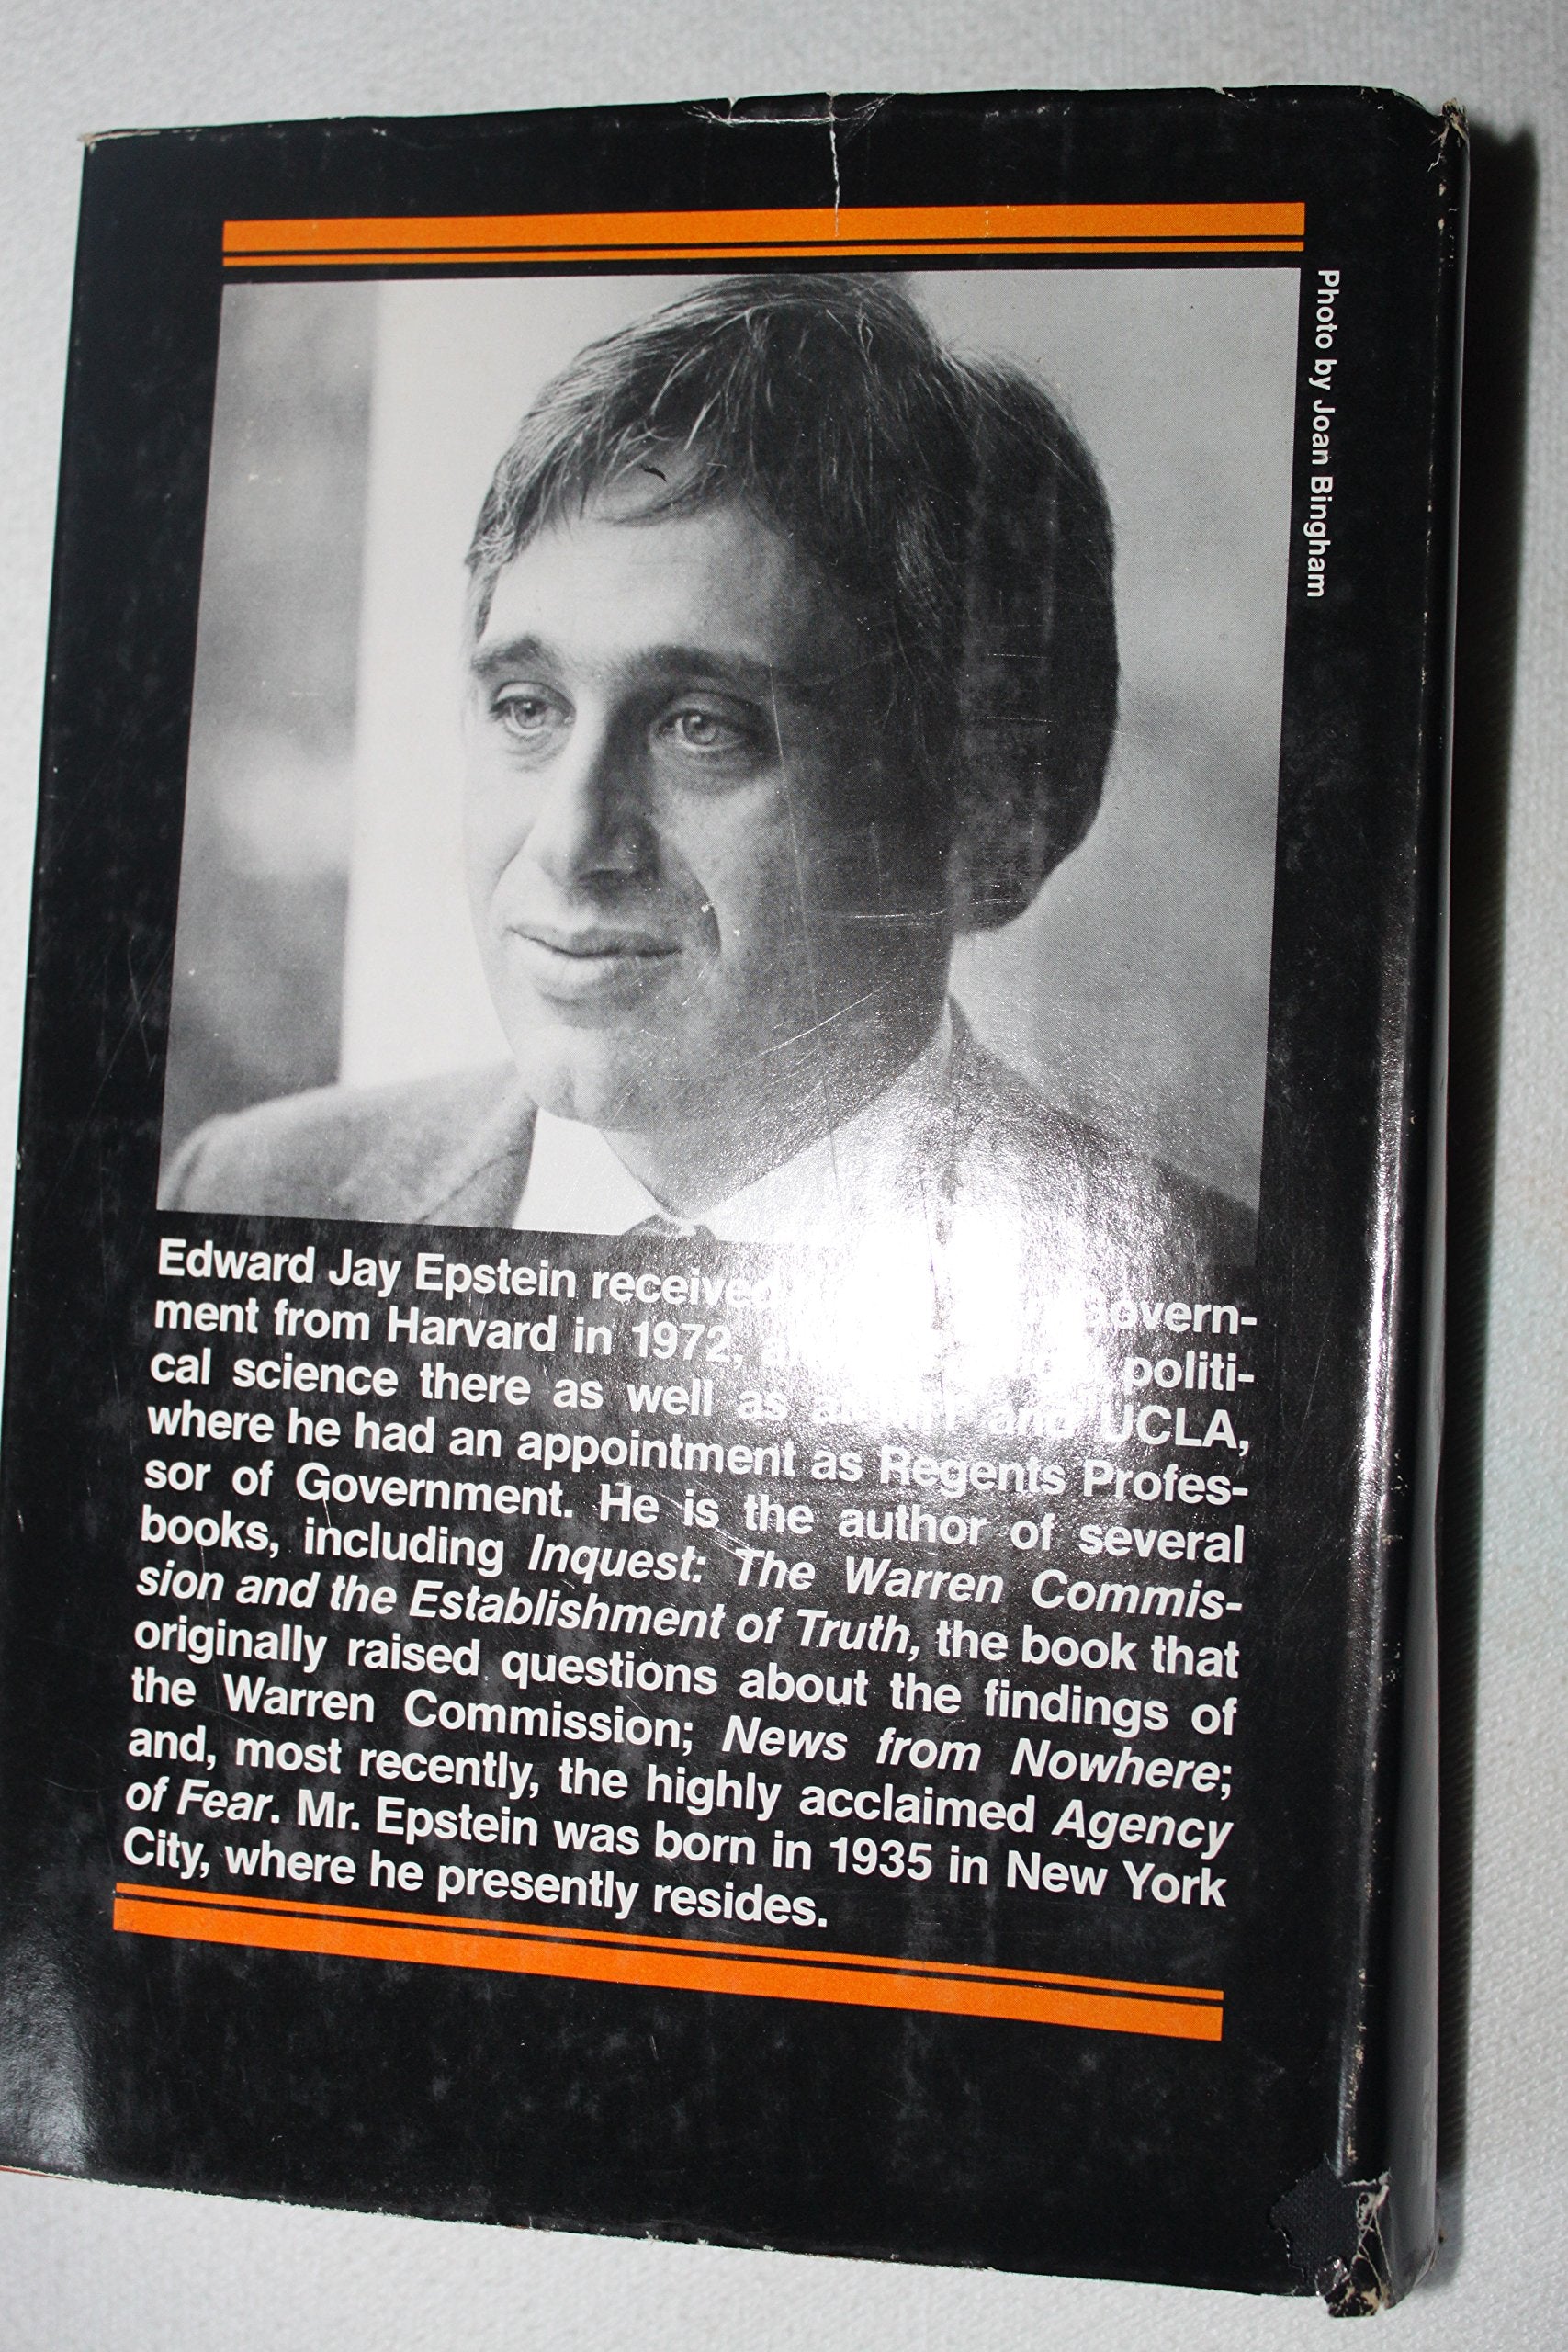 Photo by Joan Bingham
Edward Jay Epstein received Govern-
ment from Harvard in 1972, politi-
cal science there as well as and UCLA,
where he had an appointment as Regents Profes-
sor of Government. He is the author of several
books, including Inquest: The Warren Commis-
sion and the Establishment of Truth, the book that
originally raised questions about the findings of
the Warren Commission; News from Nowhere;
and, most recently, the highly acclaimed Agency
of Fear. Mr. Epstein was born in 1935 in New York
City, where he presently resides.